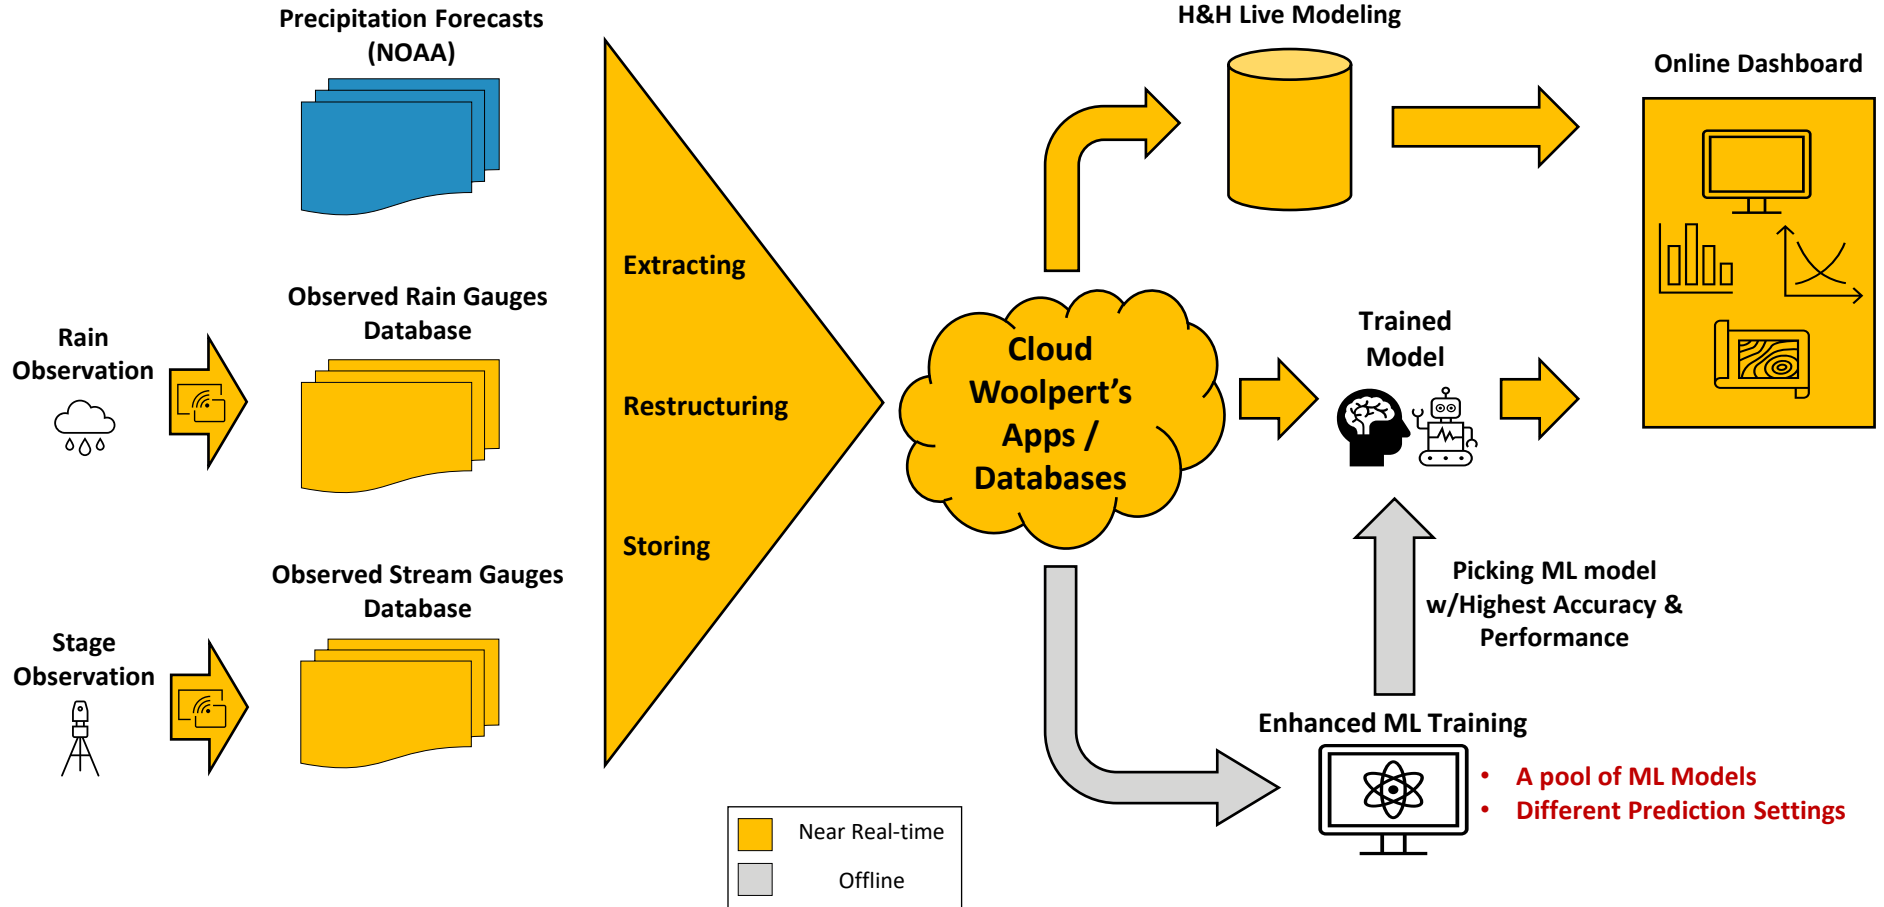 Precipitation Forecasts
(NOAA)
H&H Live Modeling
Online Dashboard
Rain
Observation
Observed Rain Gauges
Database
Stage
Observation
Observed Stream Gauges
Database
Extracting
Restructuring
Storing
Cloud
Woolpert’s
Apps /
Databases
Trained
Model
Picking ML model
w/Highest Accuracy &
Performance
Enhanced ML Training
• A pool of ML Models
• Different Prediction Settings
Near Real-time
Offline